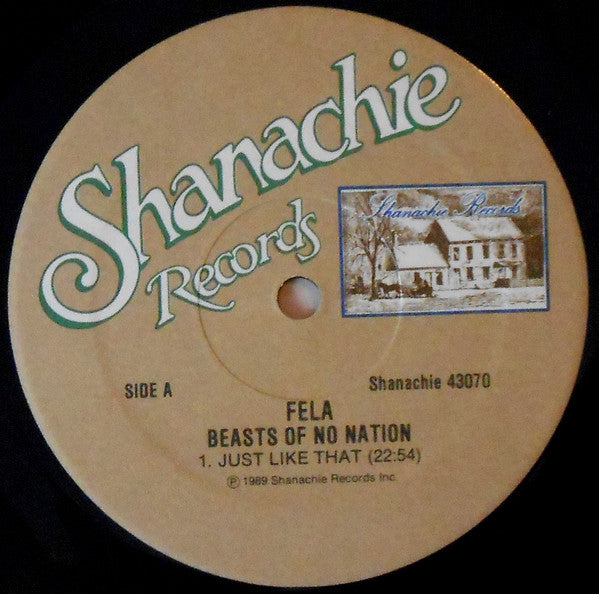 Shanachie
Records
Shanachie Records
SIDE A
Shanachie 43070
FELA
BEASTS OF NO NATION
1. JUST LIKE THAT (22:54)
℗ 1989 Shanachie Records Inc.